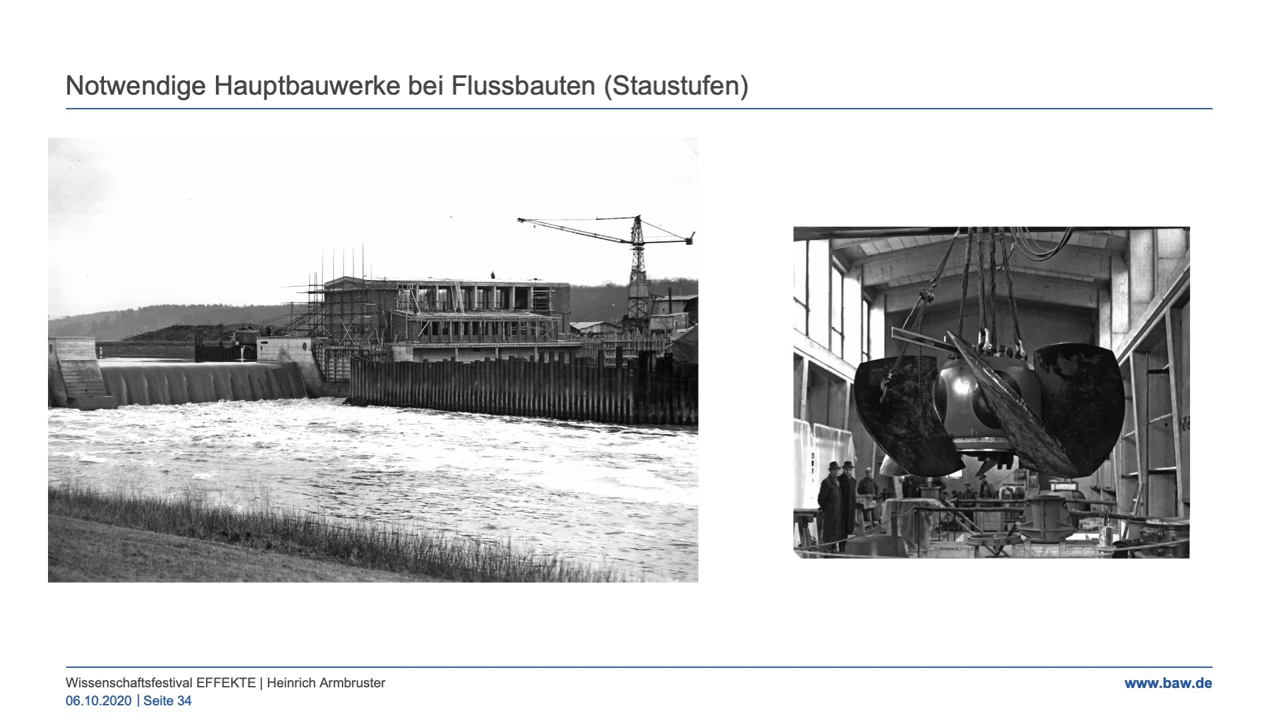 Notwendige Hauptbauwerke bei Flussbauten (Staustufen)
Wissenschaftsfestival EFFEKTE | Heinrich Armbruster
www.baw.de
06.10.2020 | Seite 34